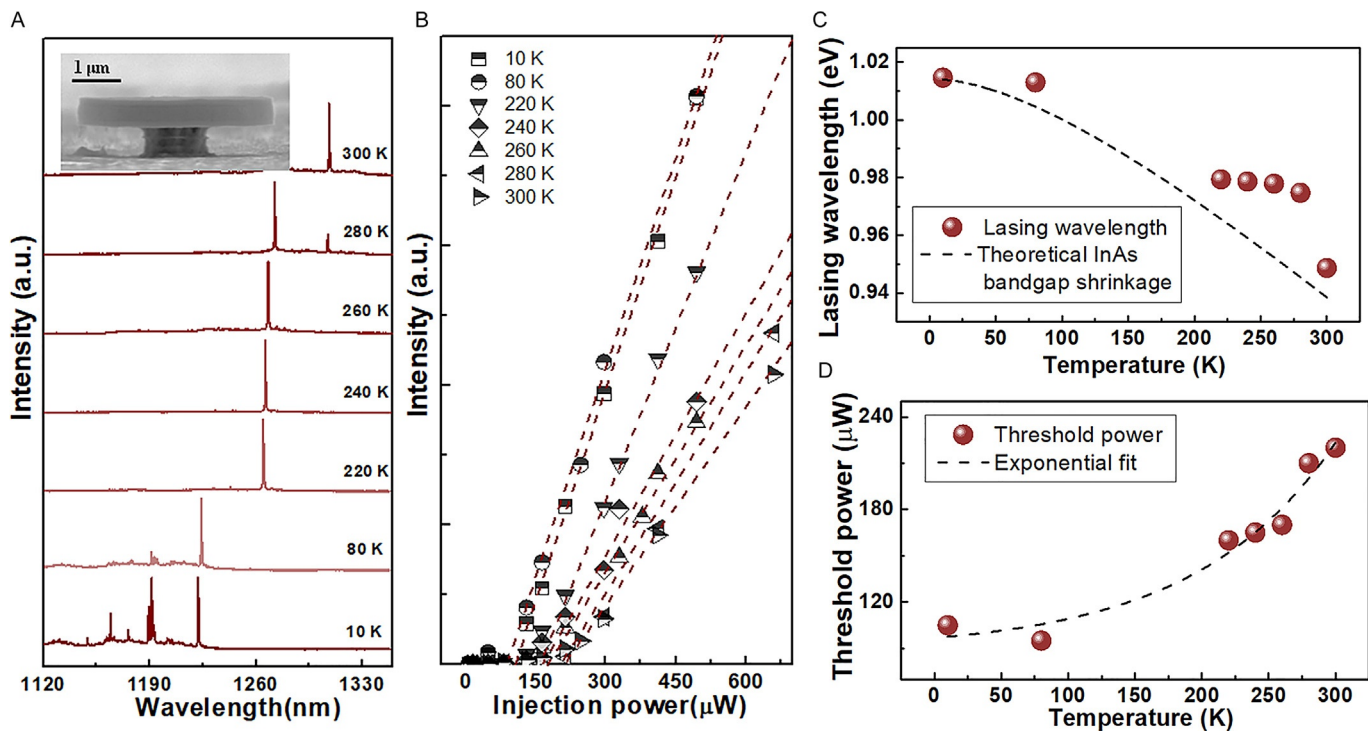 A
1 μm
300 K
280 K
260 K
240 K
220 K
80 K
10 K
Intensity (a.u.)
1120
1190
1260
1330
Wavelength(nm)
B
10 K
80 K
220 K
240 K
260 K
280 K
300 K
Intensity (a.u.)
0
150
300
450
600
Injection power(μW)
C
1.02
1.00
0.98
0.96
0.94
Lasing wavelength (eV)
Lasing wavelength
Theoretical InAs
bandgap shrinkage
0
50
100
150
200
250
300
Temperature (K)
D
240
180
120
Threshold power (μW)
Threshold power
Exponential fit
0
50
100
150
200
250
300
Temperature (K)